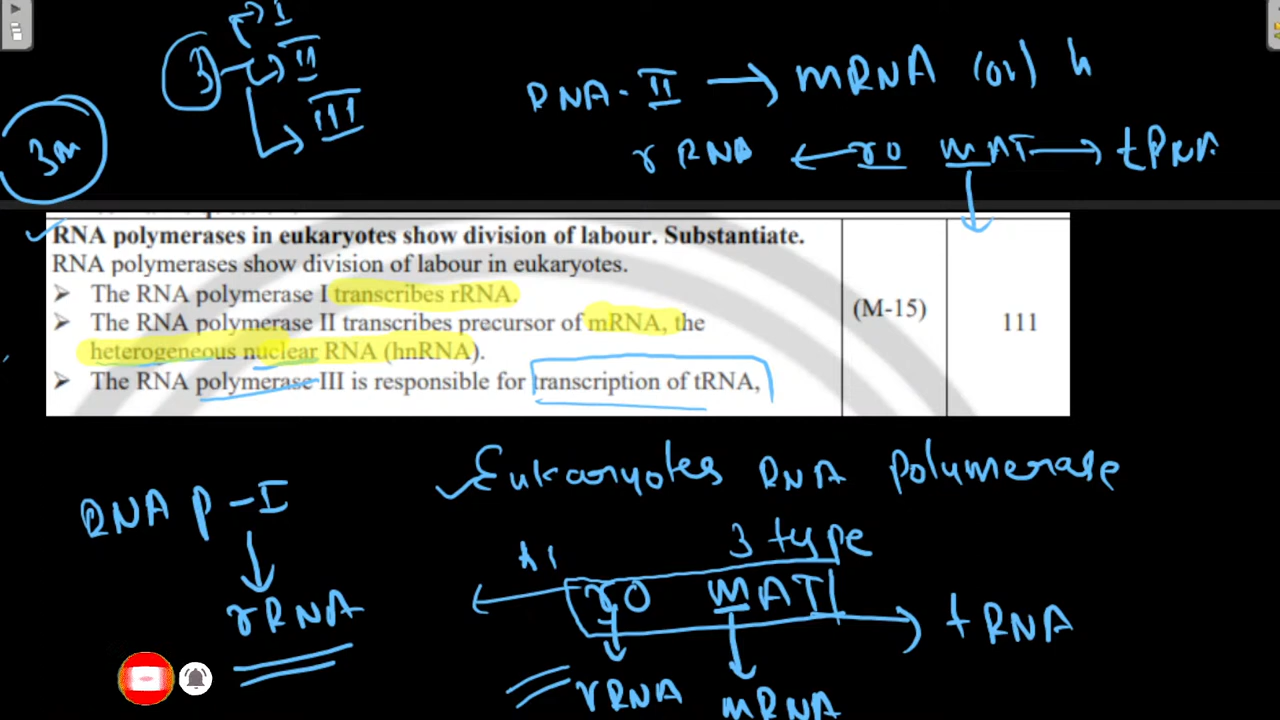 I
3 II
III
3m
RNA-II → mRNA (or) h
rRNA ← ro MAT → tRNA
RNA polymerases in eukaryotes show division of labour. Substantiate.
RNA polymerases show division of labour in eukaryotes.
➢ The RNA polymerase I transcribes rRNA.
➢ The RNA polymerase II transcribes precursor of mRNA, the
heterogeneous nuclear RNA (hnRNA).
➢ The RNA polymerase III is responsible for transcription of tRNA,
(M-15)
111
Eukaryotes RNA polymerase
RNA p-I
3 type
ro MAT
rRNA
tRNA
rRNA mRNA